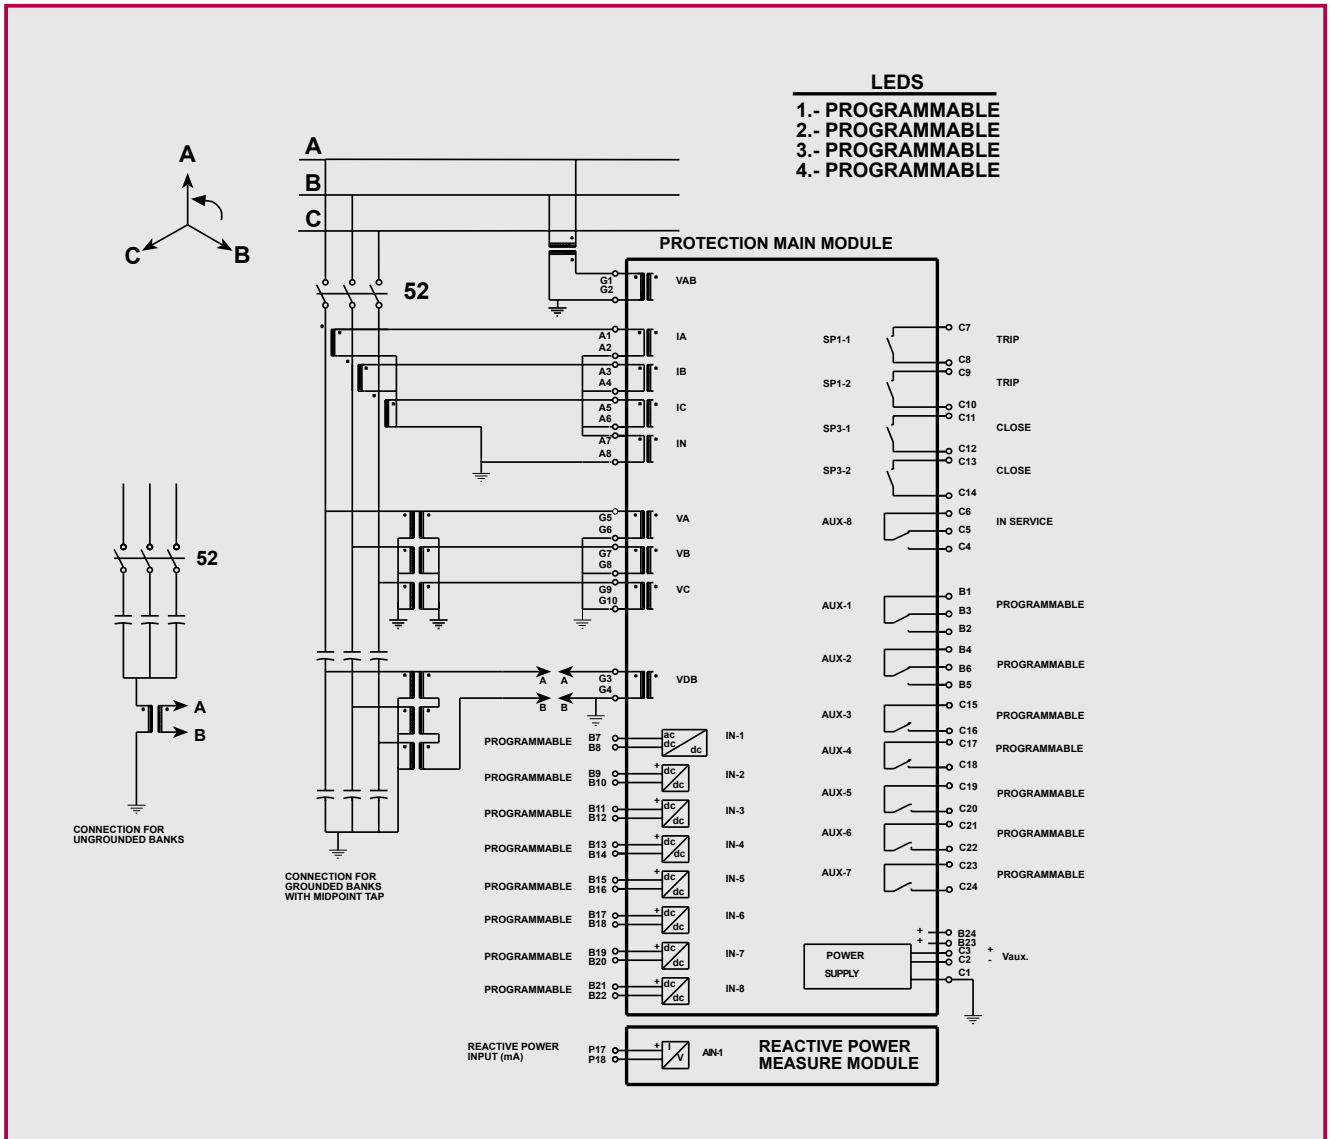 LEDS
1.- PROGRAMMABLE
2.- PROGRAMMABLE
3.- PROGRAMMABLE
4.- PROGRAMMABLE
A
C
B
A
B
C
52
PROTECTION MAIN MODULE
G1
G2
VAB
A1
A2
IA
A3
A4
IB
A5
A6
IC
A7
A8
IN
G5
G6
VA
G7
G8
VB
G9
G10
VC
A
A
G3
G4
VDB
B
B
52
A
B
CONNECTION FOR
UNGROUNDED BANKS
CONNECTION FOR
GROUNDED BANKS
WITH MIDPOINT TAP
PROGRAMMABLE
B7
B8
ac
dc
dc
IN-1
PROGRAMMABLE
B9
B10
+
dc
dc
IN-2
PROGRAMMABLE
B11
B12
+
dc
dc
IN-3
PROGRAMMABLE
B13
B14
+
dc
dc
IN-4
PROGRAMMABLE
B15
B16
+
dc
dc
IN-5
PROGRAMMABLE
B17
B18
+
dc
dc
IN-6
PROGRAMMABLE
B19
B20
+
dc
dc
IN-7
PROGRAMMABLE
B21
B22
+
dc
dc
IN-8
SP1-1
C7
C8
TRIP
SP1-2
C9
C10
TRIP
SP3-1
C11
C12
CLOSE
SP3-2
C13
C14
CLOSE
AUX-8
C6
C5
C4
IN SERVICE
AUX-1
B1
B3
B2
PROGRAMMABLE
AUX-2
B4
B6
B5
PROGRAMMABLE
AUX-3
C15
C16
PROGRAMMABLE
AUX-4
C17
C18
PROGRAMMABLE
AUX-5
C19
C20
PROGRAMMABLE
AUX-6
C21
C22
PROGRAMMABLE
AUX-7
C23
C24
PROGRAMMABLE
POWER
SUPPLY
+
B24
+
B23
C3
+
C2
-
Vaux.
C1
REACTIVE POWER
INPUT (mA)
P17
P18
+
I
V
AIN-1
REACTIVE POWER
MEASURE MODULE